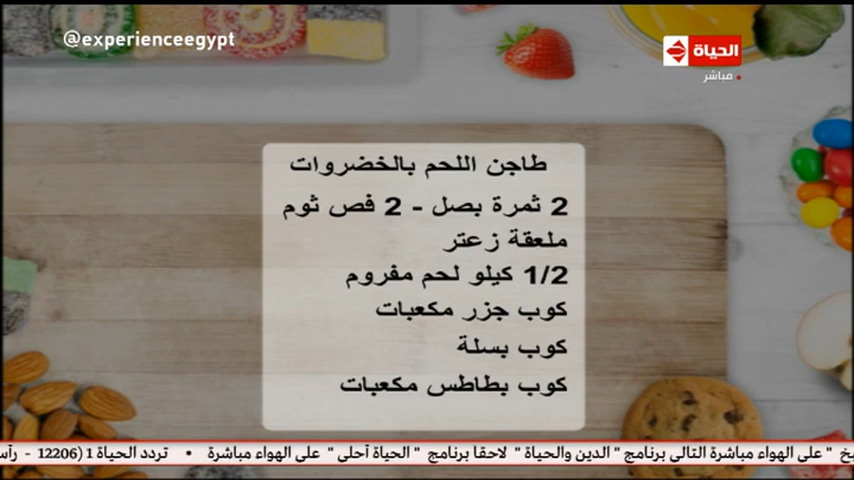 @experienceegypt
الحياة
مباشر
طاجن اللحم بالخضروات
2 ثمرة بصل - 2 فص ثوم
ملعقة زعتر
1/2 كيلو لحم مفروم
كوب جزر مكعبات
كوب بسلة
كوب بطاطس مكعبات
" على الهواء مباشرة التالى برنامج " الدين والحياة " لاحقا برنامج " الحياة أحلى " على الهواء مباشرة • تردد الحياة 1 (12206 -